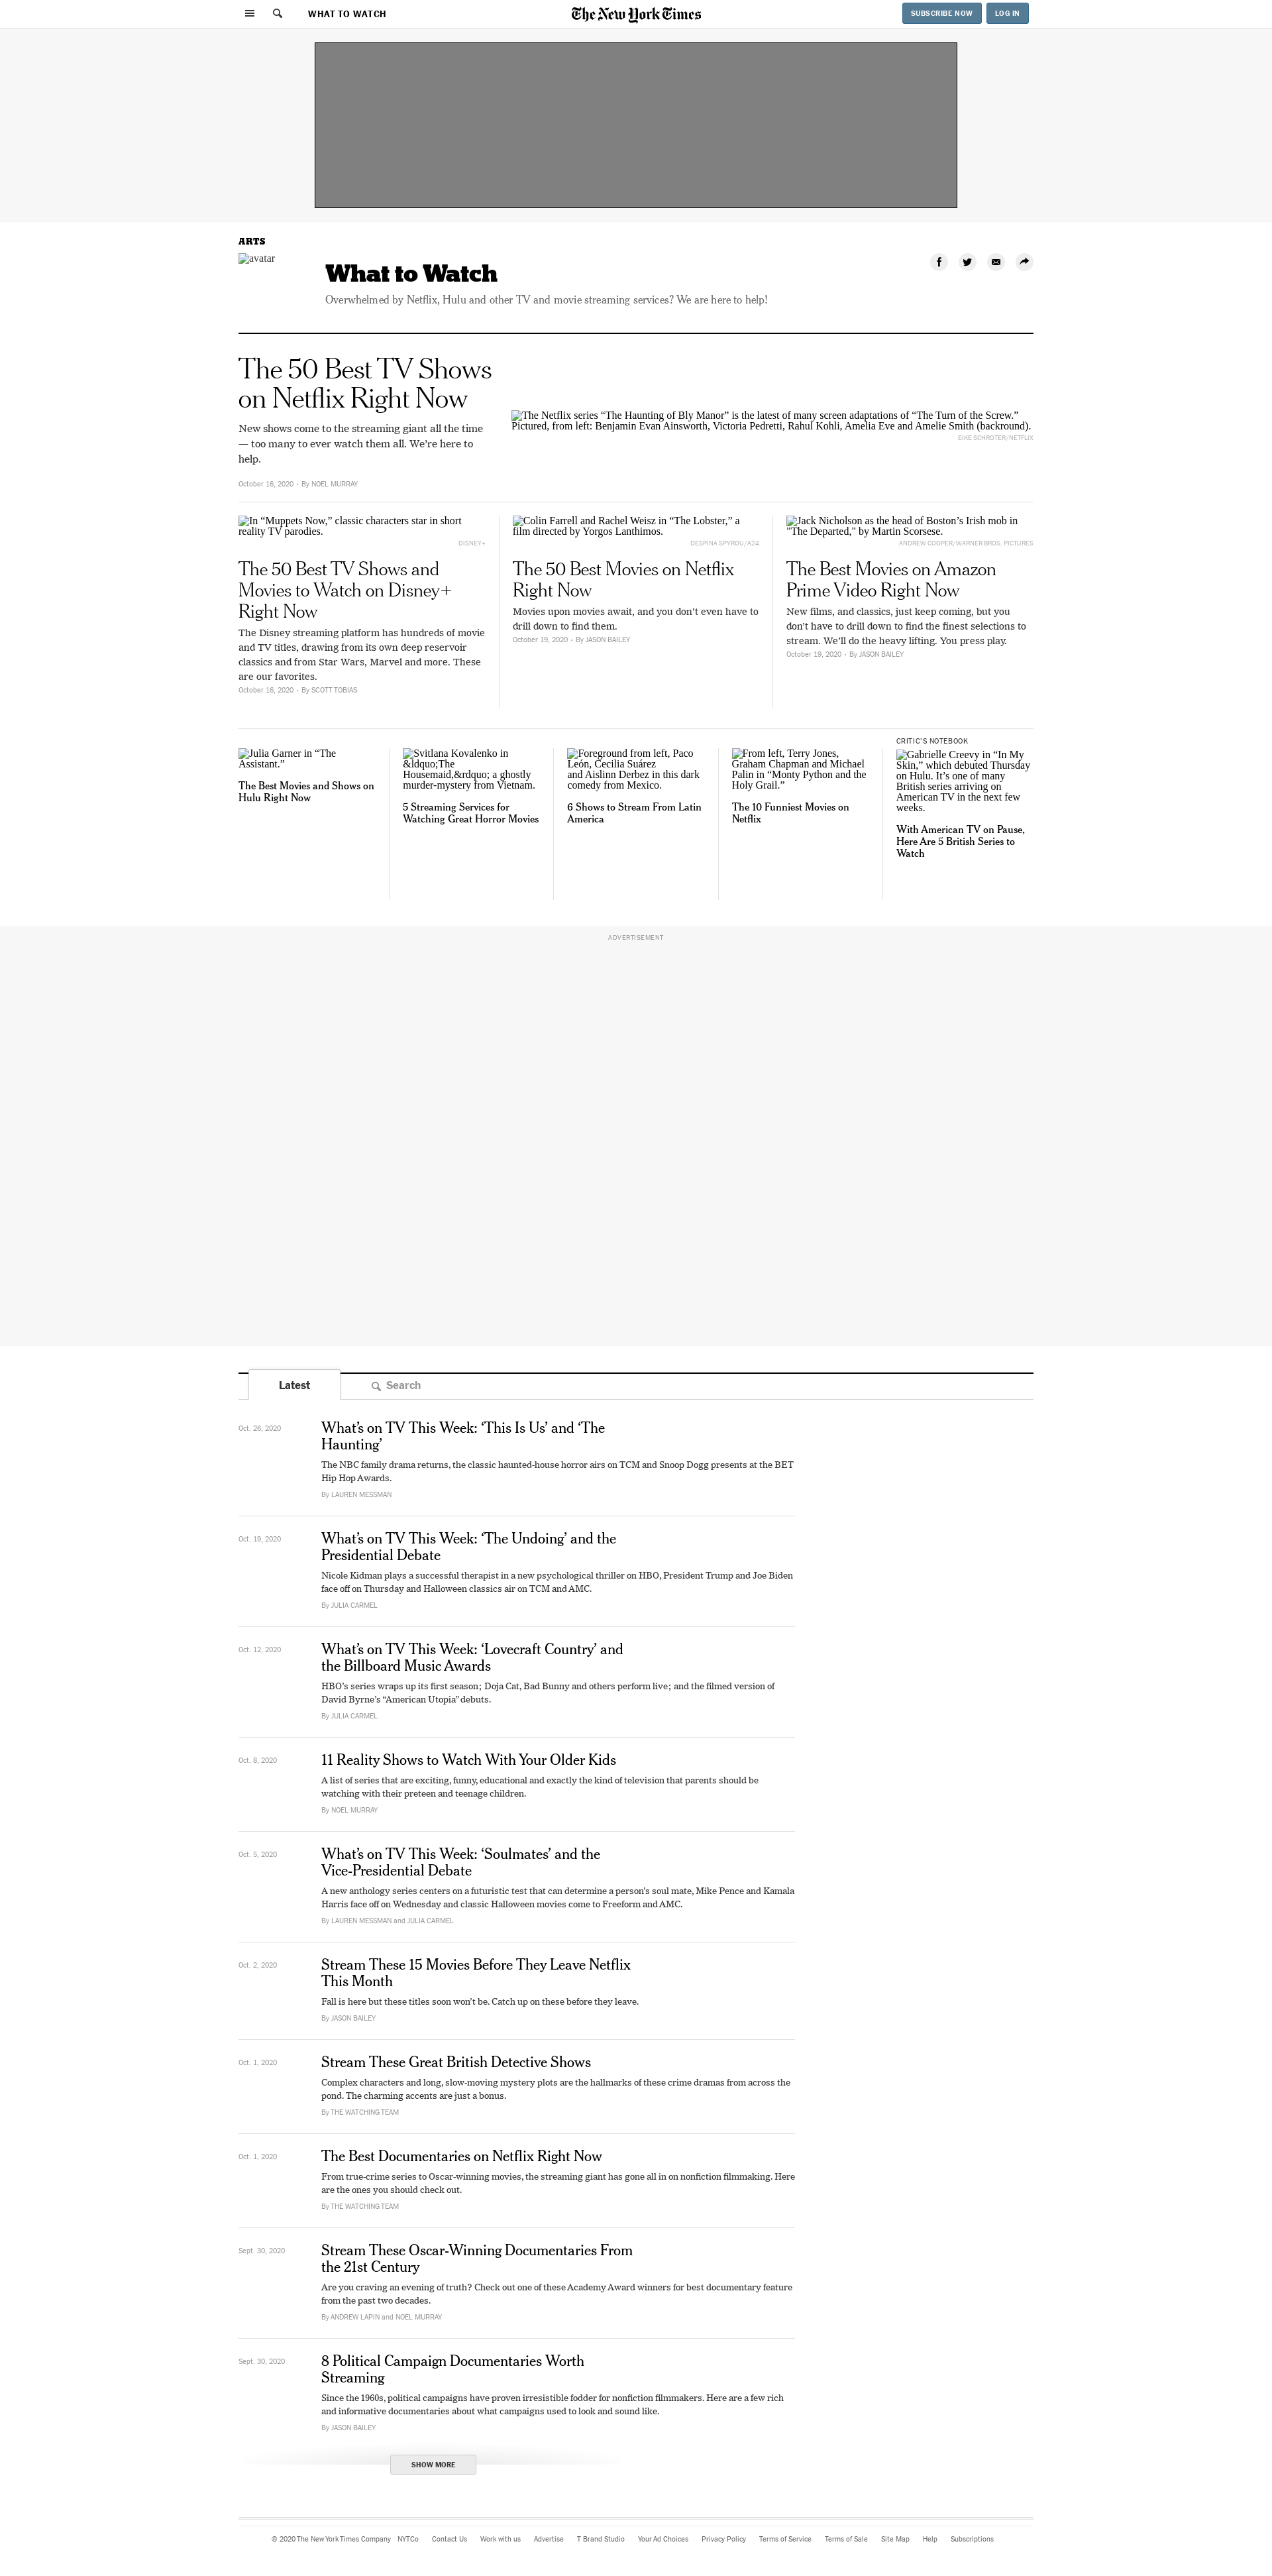 WHAT TO WATCH
The New York Times
SUBSCRIBE NOW
LOG IN
ARTS
avatar
What to Watch
Overwhelmed by Netflix, Hulu and other TV and movie streaming services? We are here to help!
The 50 Best TV Shows
on Netflix Right Now
New shows come to the streaming giant all the time
— too many to ever watch them all. We’re here to
help.
October 16, 2020 • By NOEL MURRAY
The Netflix series “The Haunting of Bly Manor” is the latest of many screen adaptations of “The Turn of the Screw.”
Pictured, from left: Benjamin Evan Ainsworth, Victoria Pedretti, Rahul Kohli, Amelia Eve and Amelie Smith (backround).
EIKE SCHROTER/NETFLIX
In “Muppets Now,” classic characters star in short
reality TV parodies.
DISNEY+
The 50 Best TV Shows and
Movies to Watch on Disney+
Right Now
The Disney streaming platform has hundreds of movie
and TV titles, drawing from its own deep reservoir
classics and from Star Wars, Marvel and more. These
are our favorites.
October 16, 2020 • By SCOTT TOBIAS
Colin Farrell and Rachel Weisz in “The Lobster,” a
film directed by Yorgos Lanthimos.
DESPINA SPYROU/A24
The 50 Best Movies on Netflix
Right Now
Movies upon movies await, and you don’t even have to
drill down to find them.
October 19, 2020 • By JASON BAILEY
Jack Nicholson as the head of Boston’s Irish mob in
"The Departed," by Martin Scorsese.
ANDREW COOPER/WARNER BROS. PICTURES
The Best Movies on Amazon
Prime Video Right Now
New films, and classics, just keep coming, but you
don’t have to drill down to find the finest selections to
stream. We’ll do the heavy lifting. You press play.
October 19, 2020 • By JASON BAILEY
Julia Garner in “The
Assistant.”
The Best Movies and Shows on
Hulu Right Now
Svitlana Kovalenko in
&ldquo;The
Housemaid,&rdquo; a ghostly
murder-mystery from Vietnam.
5 Streaming Services for
Watching Great Horror Movies
Foreground from left, Paco
León, Cecilia Suárez
and Aislinn Derbez in this dark
comedy from Mexico.
6 Shows to Stream From Latin
America
From left, Terry Jones,
Graham Chapman and Michael
Palin in “Monty Python and the
Holy Grail.”
The 10 Funniest Movies on
Netflix
CRITIC’S NOTEBOOK
Gabrielle Creevy in “In My
Skin,” which debuted Thursday
on Hulu. It’s one of many
British series arriving on
American TV in the next few
weeks.
With American TV on Pause,
Here Are 5 British Series to
Watch
ADVERTISEMENT
Latest
Search
Oct. 26, 2020
What’s on TV This Week: ‘This Is Us’ and ‘The
Haunting’
The NBC family drama returns, the classic haunted-house horror airs on TCM and Snoop Dogg presents at the BET
Hip Hop Awards.
By LAUREN MESSMAN
Oct. 19, 2020
What’s on TV This Week: ‘The Undoing’ and the
Presidential Debate
Nicole Kidman plays a successful therapist in a new psychological thriller on HBO, President Trump and Joe Biden
face off on Thursday and Halloween classics air on TCM and AMC.
By JULIA CARMEL
Oct. 12, 2020
What’s on TV This Week: ‘Lovecraft Country’ and
the Billboard Music Awards
HBO’s series wraps up its first season; Doja Cat, Bad Bunny and others perform live; and the filmed version of
David Byrne’s “American Utopia” debuts.
By JULIA CARMEL
Oct. 8, 2020
11 Reality Shows to Watch With Your Older Kids
A list of series that are exciting, funny, educational and exactly the kind of television that parents should be
watching with their preteen and teenage children.
By NOEL MURRAY
Oct. 5, 2020
What’s on TV This Week: ‘Soulmates’ and the
Vice-Presidential Debate
A new anthology series centers on a futuristic test that can determine a person’s soul mate, Mike Pence and Kamala
Harris face off on Wednesday and classic Halloween movies come to Freeform and AMC.
By LAUREN MESSMAN and JULIA CARMEL
Oct. 2, 2020
Stream These 15 Movies Before They Leave Netflix
This Month
Fall is here but these titles soon won’t be. Catch up on these before they leave.
By JASON BAILEY
Oct. 1, 2020
Stream These Great British Detective Shows
Complex characters and long, slow-moving mystery plots are the hallmarks of these crime dramas from across the
pond. The charming accents are just a bonus.
By THE WATCHING TEAM
Oct. 1, 2020
The Best Documentaries on Netflix Right Now
From true-crime series to Oscar-winning movies, the streaming giant has gone all in on nonfiction filmmaking. Here
are the ones you should check out.
By THE WATCHING TEAM
Sept. 30, 2020
Stream These Oscar-Winning Documentaries From
the 21st Century
Are you craving an evening of truth? Check out one of these Academy Award winners for best documentary feature
from the past two decades.
By ANDREW LAPIN and NOEL MURRAY
Sept. 30, 2020
8 Political Campaign Documentaries Worth
Streaming
Since the 1960s, political campaigns have proven irresistible fodder for nonfiction filmmakers. Here are a few rich
and informative documentaries about what campaigns used to look and sound like.
By JASON BAILEY
SHOW MORE
© 2020 The New York Times Company NYTCo Contact Us Work with us Advertise T Brand Studio Your Ad Choices Privacy Policy Terms of Service Terms of Sale Site Map Help Subscriptions